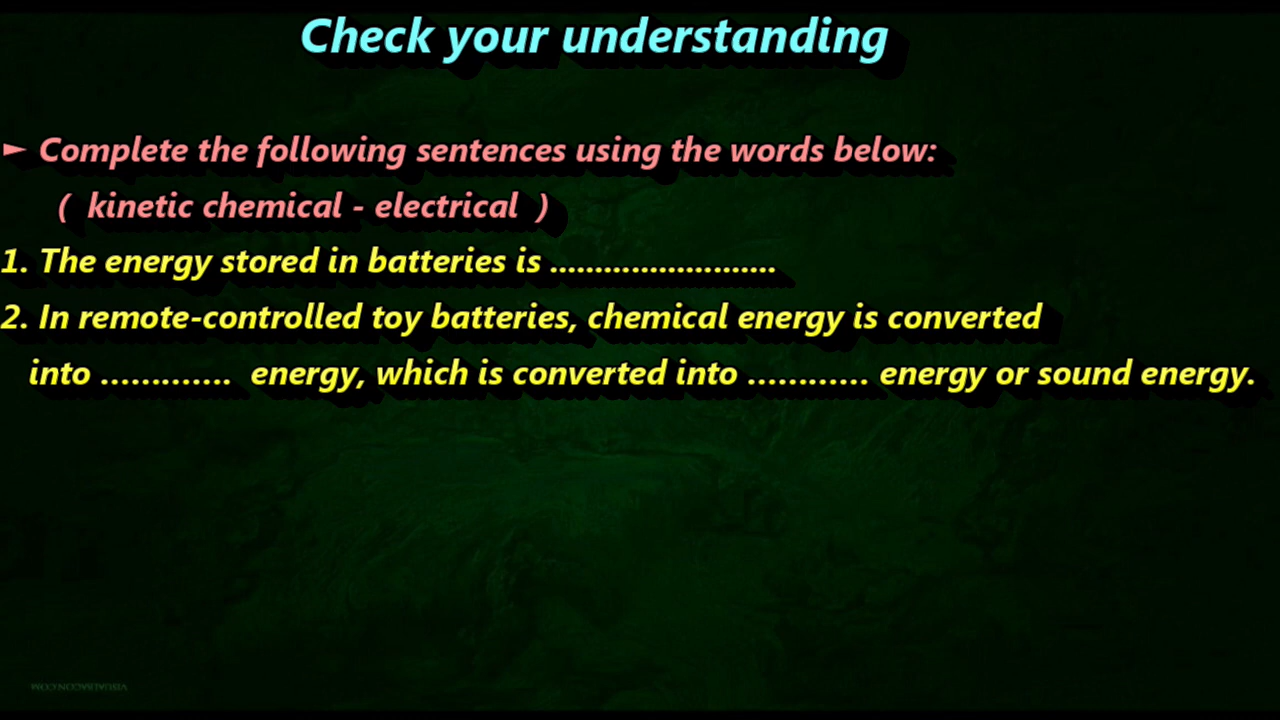 Check your understanding
► Complete the following sentences using the words below:
( kinetic chemical - electrical )
1. The energy stored in batteries is .........................
2. In remote-controlled toy batteries, chemical energy is converted
into ............. energy, which is converted into ............ energy or sound energy.